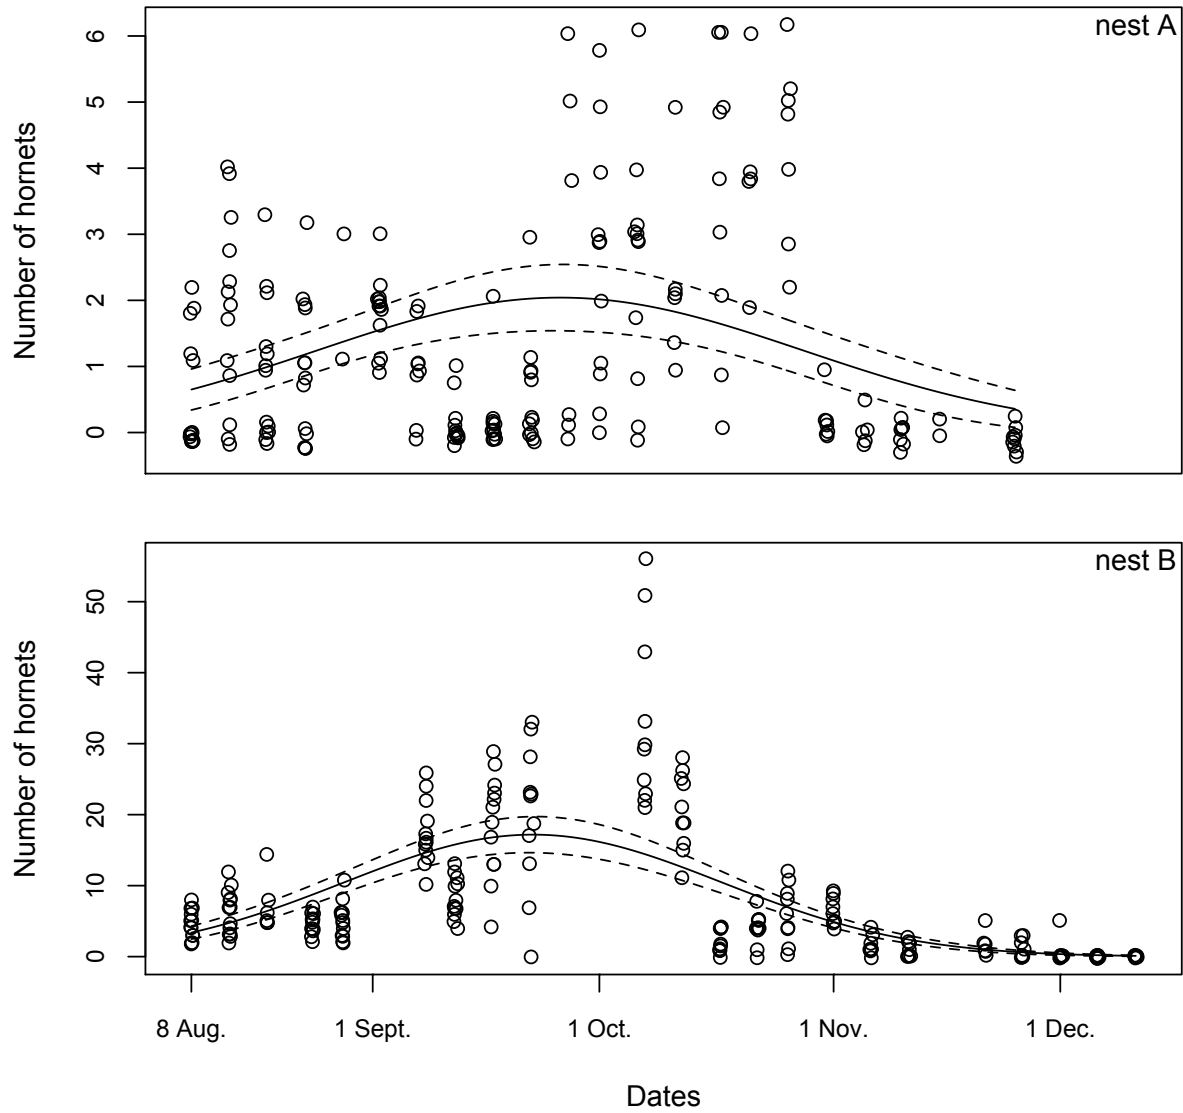 nest A
Number of hornets
6
5
4
3
2
1
0
nest B
Number of hornets
50
40
30
20
10
0
8 Aug. 1 Sept. 1 Oct. 1 Nov. 1 Dec.
Dates